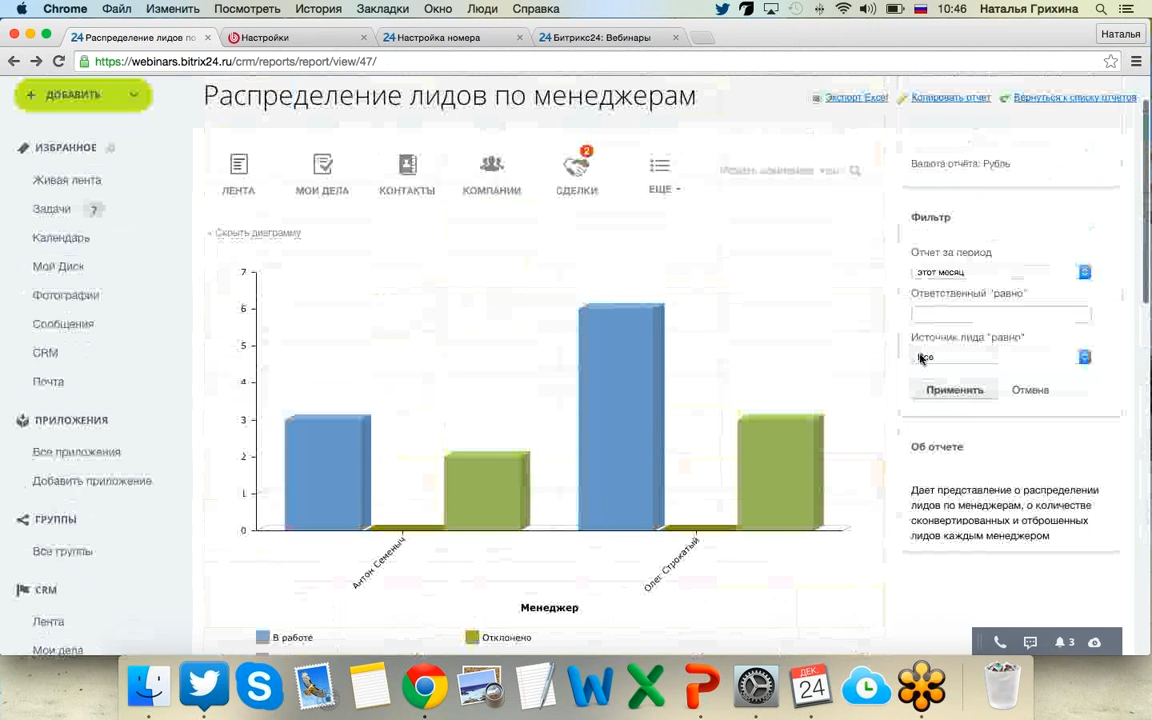 Chrome Файл Изменить Просмотреть История Закладки Окно Люди Справка 10:46 Наталья Грихина
24 Распределение лидов по
Настройки
24 Настройка номера
24 Битрикс24: Вебинары
Наталья
https://webinars.bitrix24.ru/crm/reports/report/view/47/
+ ДОБАВИТЬ
Распределение лидов по менеджерам
Экспорт Excel
Копировать отчет
Вернуться к списку отчетов
ИЗБРАННОЕ
Живая лента
Задачи 7
Календарь
Мой Диск
Фотографии
Сообщения
CRM
Почта
ПРИЛОЖЕНИЯ
Все приложения
Добавить приложение
ГРУППЫ
Все группы
CRM
Лента
Мои дела
ЛЕНТА
МОИ ДЕЛА
КОНТАКТЫ
КОМПАНИИ
2
СДЕЛКИ
ЕЩЕ
« Скрыть диаграмму
7
6
5
4
3
2
1
0
Антон Семеныч
Олег Строкатый
Менеджер
В работе
Отклонено
Валюта отчёта: Рубль
Фильтр
Отчет за период
этот месяц
Ответственный "равно"
Источник лида "равно"
Все
Применить
Отмена
Об отчете
Дает представление о распределении
лидов по менеджерам, о количестве
сконвертированных и отброшенных
лидов каждым менеджером
3
ДЕК
24